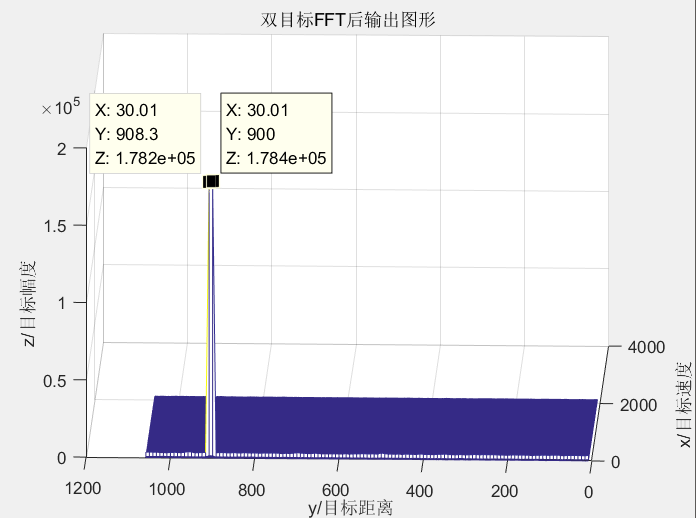 双目标FFT后输出图形
×10^5
X: 30.01
Y: 908.3
Z: 1.782e+05
X: 30.01
Y: 900
Z: 1.784e+05
2
1.5
1
0.5
0
z/目标幅度
4000
2000
0
x/目标速度
1200
1000
800
600
400
200
0
y/目标距离